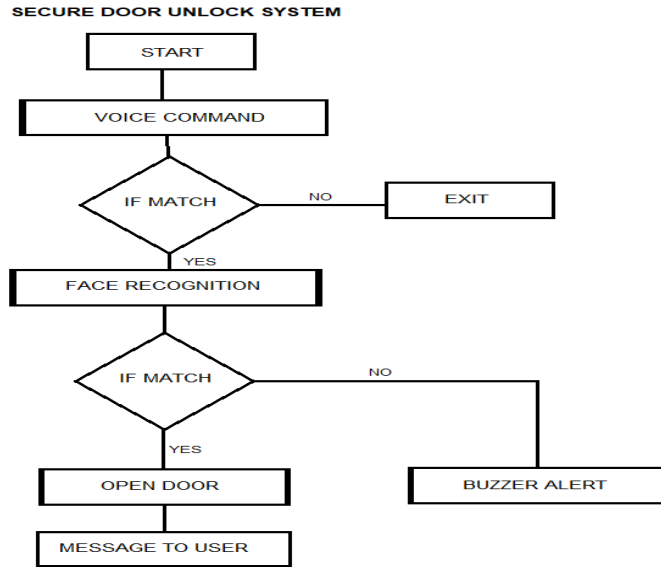 SECURE DOOR UNLOCK SYSTEM
START
VOICE COMMAND
IF MATCH
NO
EXIT
YES
FACE RECOGNITION
IF MATCH
NO
YES
OPEN DOOR
BUZZER ALERT
MESSAGE TO USER